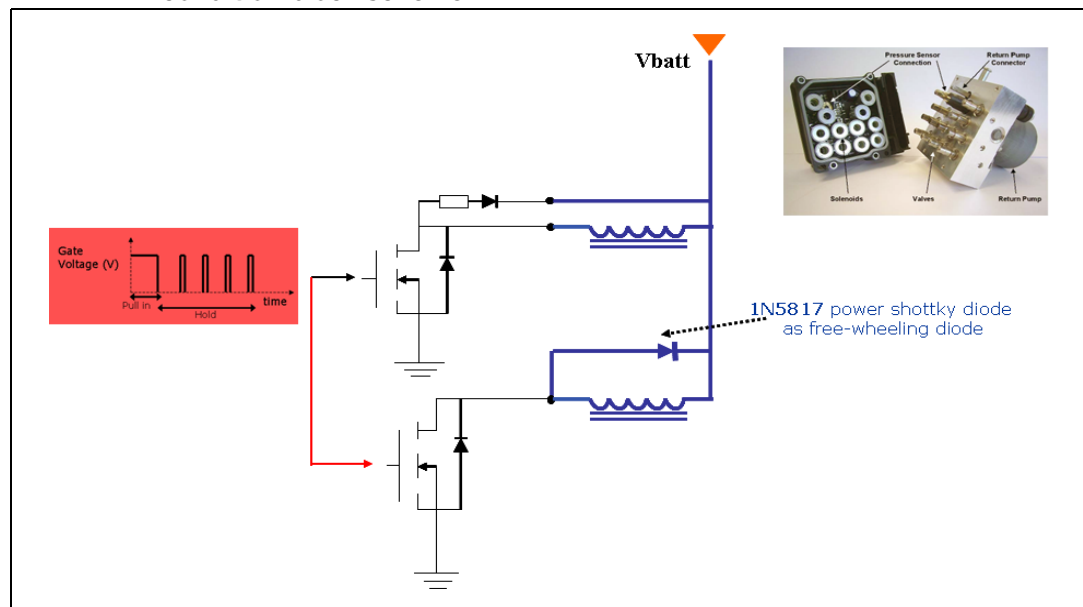 Vbatt
Pressure Sensor
Connection
Return Pump
Connector
Solenoids
Valves
Return Pump
Gate
Voltage (V)
Pull in
time
Hold
1N5817 power shottky diode
as free-wheeling diode